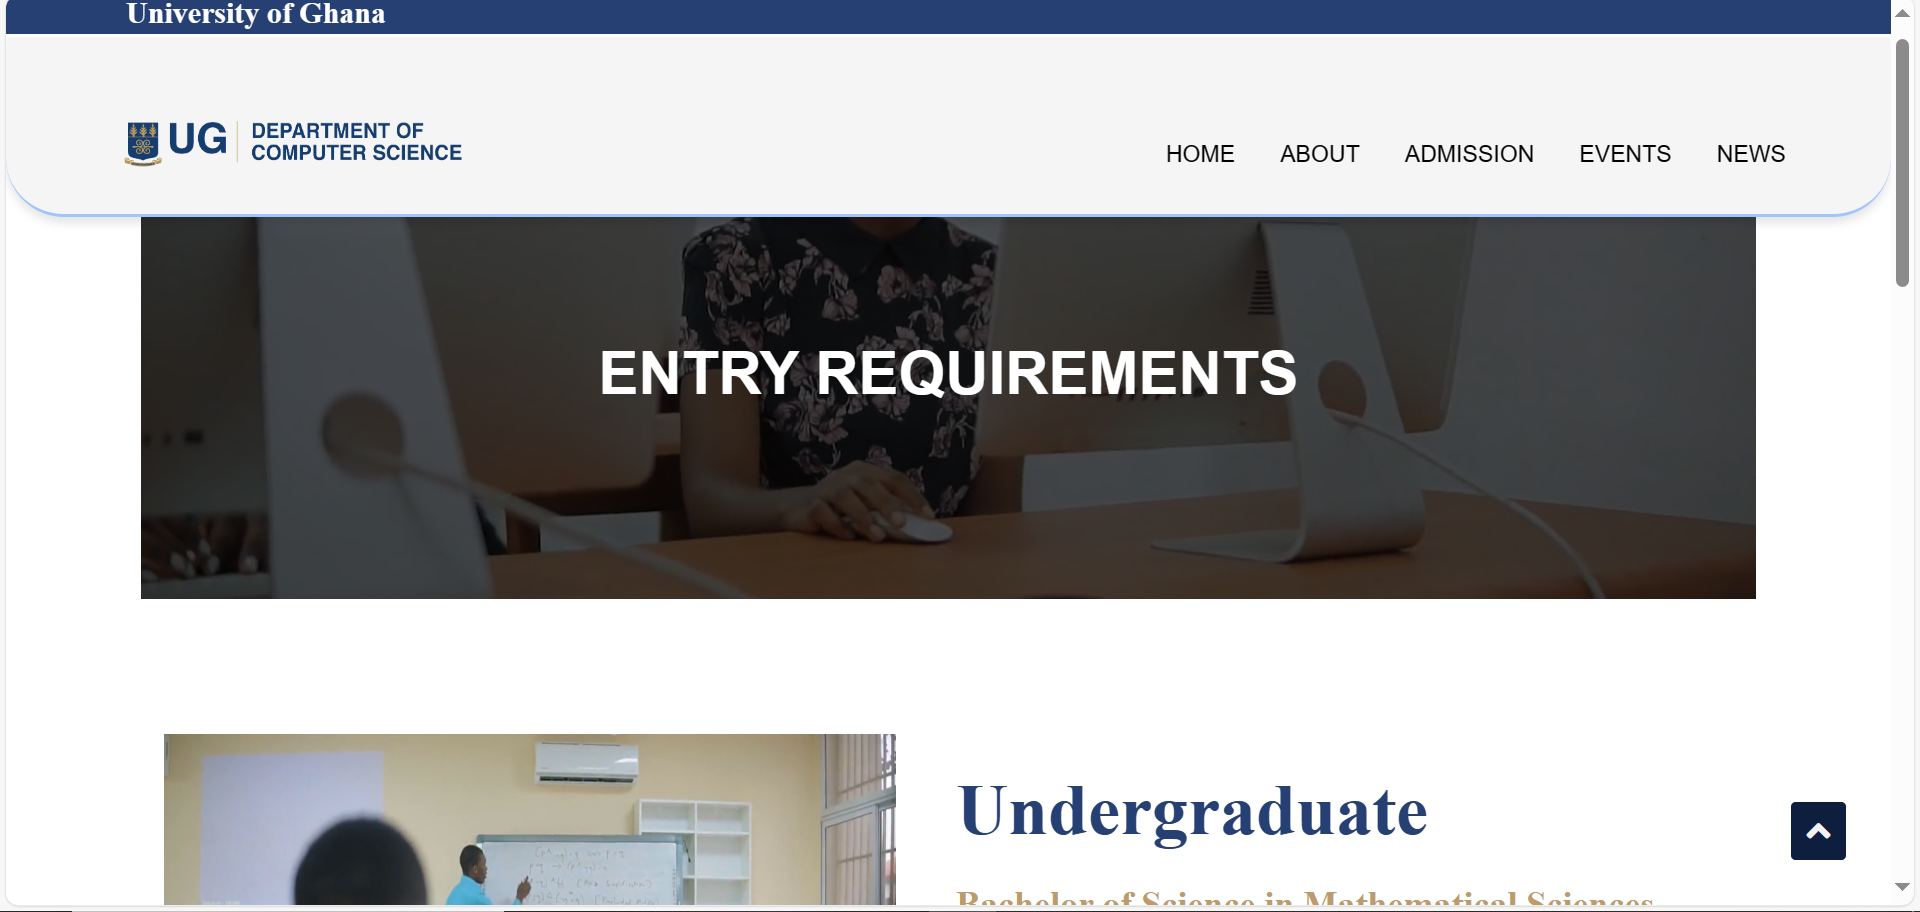 University of Ghana
UG
DEPARTMENT OF
COMPUTER SCIENCE
HOME ABOUT ADMISSION EVENTS NEWS
ENTRY REQUIREMENTS
Undergraduate
Bachelor of Science in Mathematical Sciences